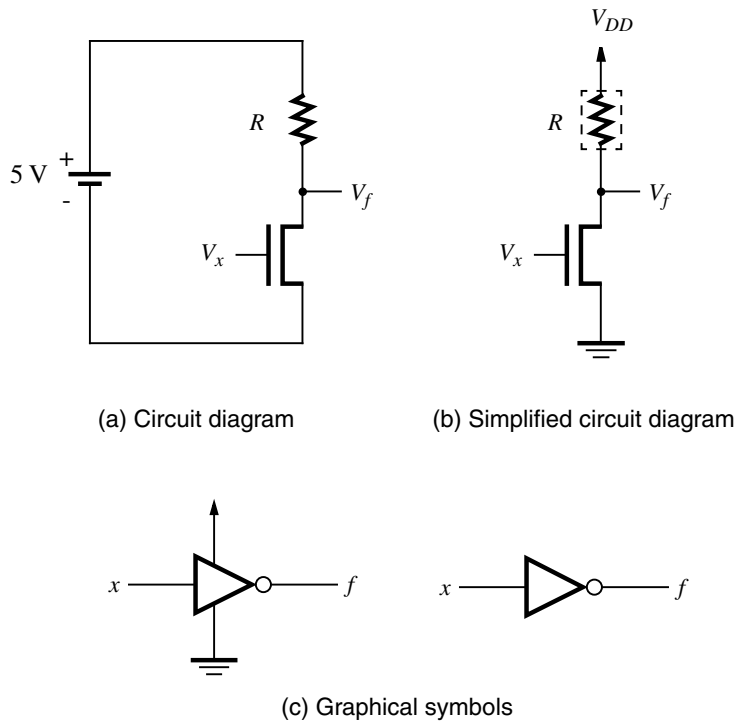 V_DD
R
R
5 V
+
-
V_f
V_f
V_x
V_x
(a) Circuit diagram
(b) Simplified circuit diagram
x
f
x
f
(c) Graphical symbols